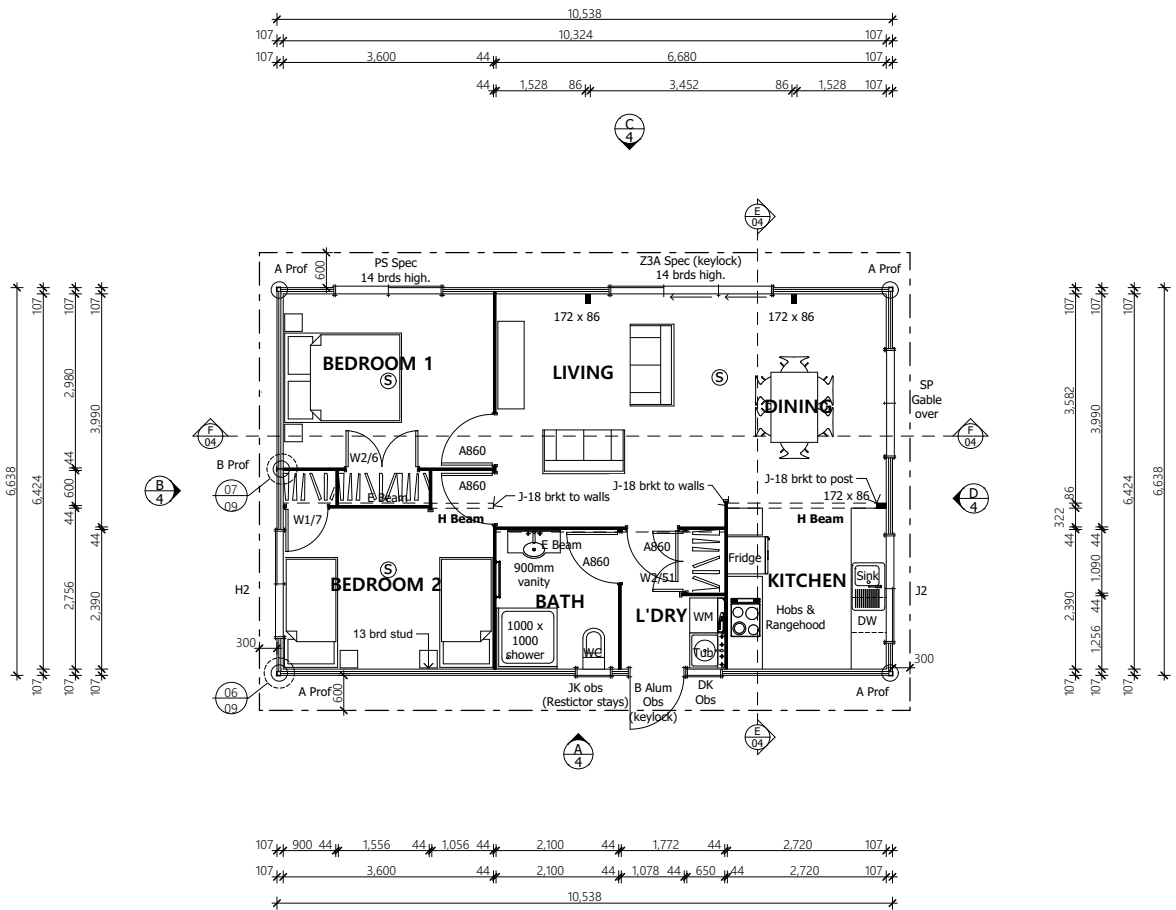 10,538
107 10,324 107
107 3,600 44 6,680 107
44 1,528 86 3,452 86 1,528 107
C
4
E
04
A Prof
600
PS Spec
14 brds high.
Z3A Spec (keylock)
14 brds high.
A Prof
172 x 86
172 x 86
BEDROOM 1
S
LIVING
S
DINING
SP
Gable
over
F
04
F
04
W2/6
A860
B Prof
07
09
B
4
E Beam
A860
J-18 brkt to walls
J-18 brkt to walls
J-18 brkt to post
172 x 86
D
4
W1/7
H Beam
H Beam
E Beam
A860
A860
900mm
vanity
W2/51
Fridge
Sink
H2
S
BEDROOM 2
BATH
L'DRY
KITCHEN
J2
WM
Hobs &
Rangehood
DW
1000 x
1000
shower
WC
Tub
13 brd stud
300
300
06
09
A Prof
600
JK obs
(Restictor stays)
B Alum
Obs
(keylock)
DK
Obs
A Prof
A
4
E
04
6,638
107 6,424 107
107 2,980 44 600 44 2,756 107
107 3,990 44 2,390 107
107 3,582 86 322 44 1,090 44 1,256 107
107 3,990 44 2,390 107
107 6,424 107
6,638
107 900 44 1,556 44 1,056 44 2,100 44 1,772 44 2,720 107
107 3,600 44 2,100 44 1,078 44 650 44 2,720 107
10,538